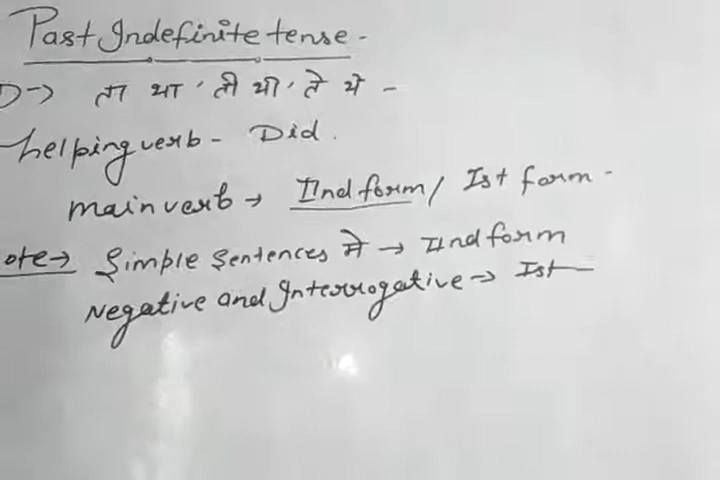 Past Indefinite tense -
D→ ता था, ती थी, ते थे -
helping verb - Did.
main verb → IInd form / Ist form -
ote→ Simple Sentences में → IInd form
Negative and Interrogative → Ist